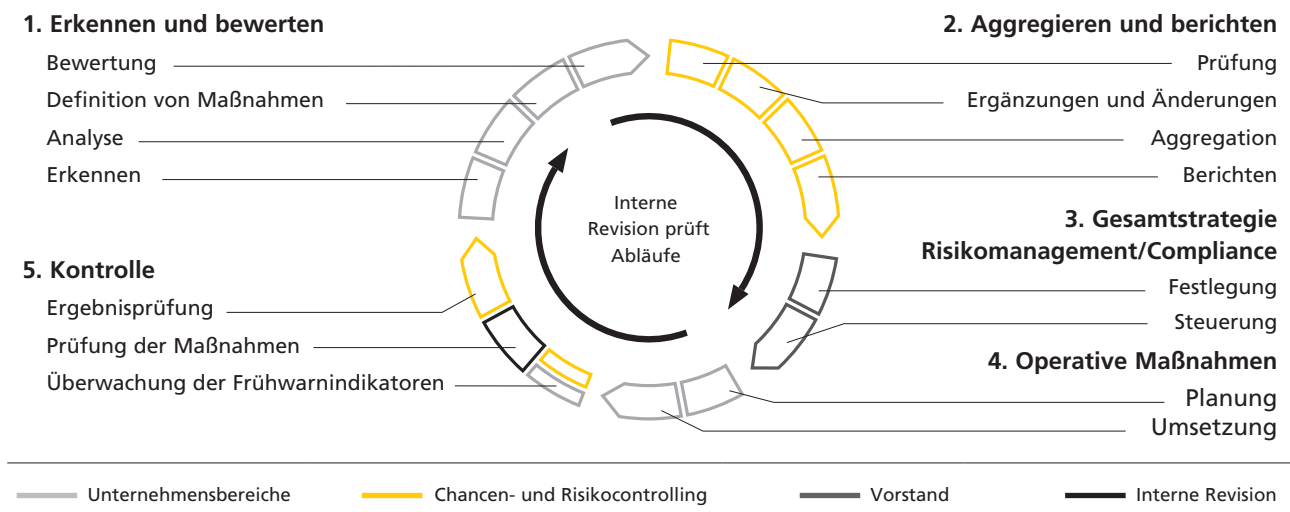 1. Erkennen und bewerten
Bewertung
Definition von Maßnahmen
Analyse
Erkennen
2. Aggregieren und berichten
Prüfung
Ergänzungen und Änderungen
Aggregation
Berichten
Interne
Revision prüft
Abläufe
3. Gesamtstrategie
Risikomanagement/Compliance
Festlegung
Steuerung
4. Operative Maßnahmen
Planung
Umsetzung
5. Kontrolle
Ergebnisprüfung
Prüfung der Maßnahmen
Überwachung der Frühwarnindikatoren
Unternehmensbereiche
Chancen- und Risikocontrolling
Vorstand
Interne Revision